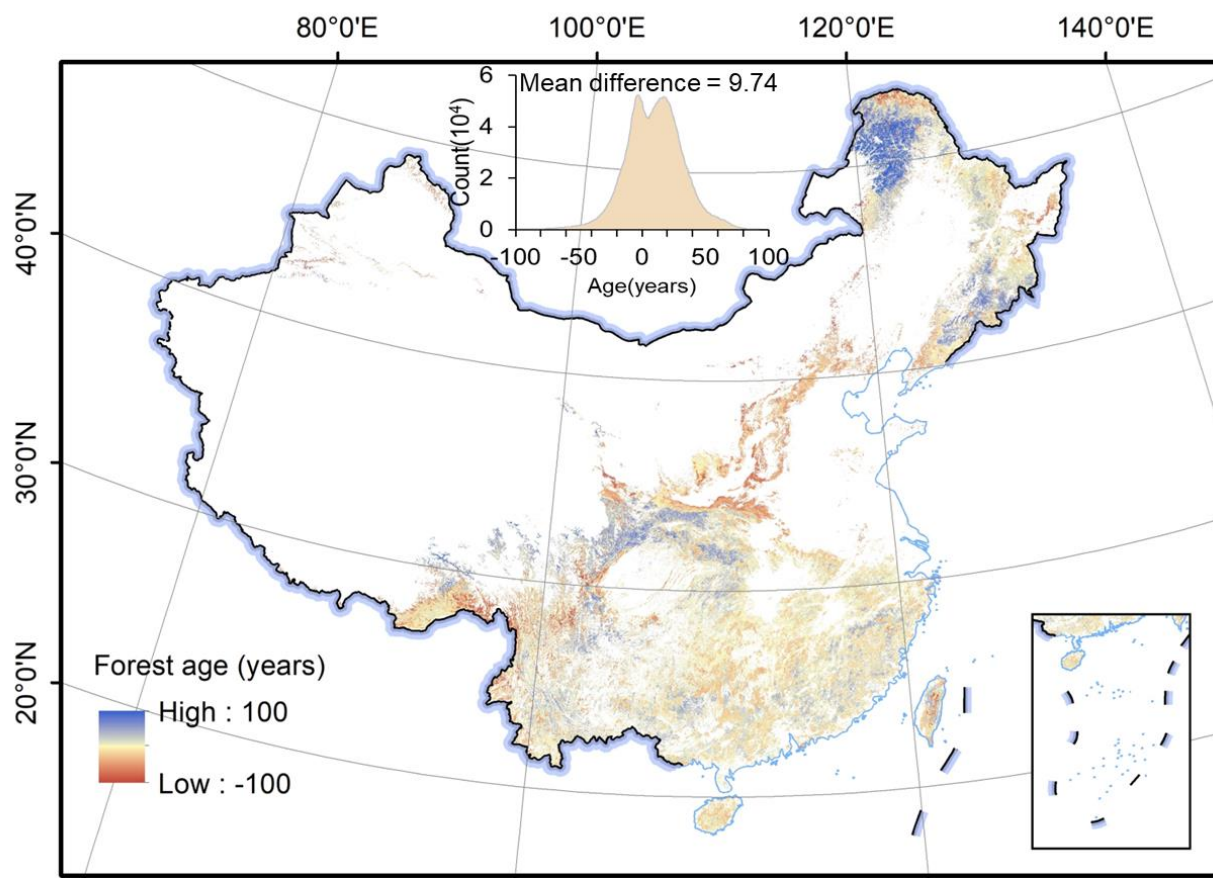 80°0'E 100°0'E 120°0'E 140°0'E
Mean difference = 9.74
6
4
2
0
Count(10⁴)
-100 -50 0 50 100
Age(years)
40°0'N
30°0'N
20°0'N
Forest age (years)
High : 100
Low : -100